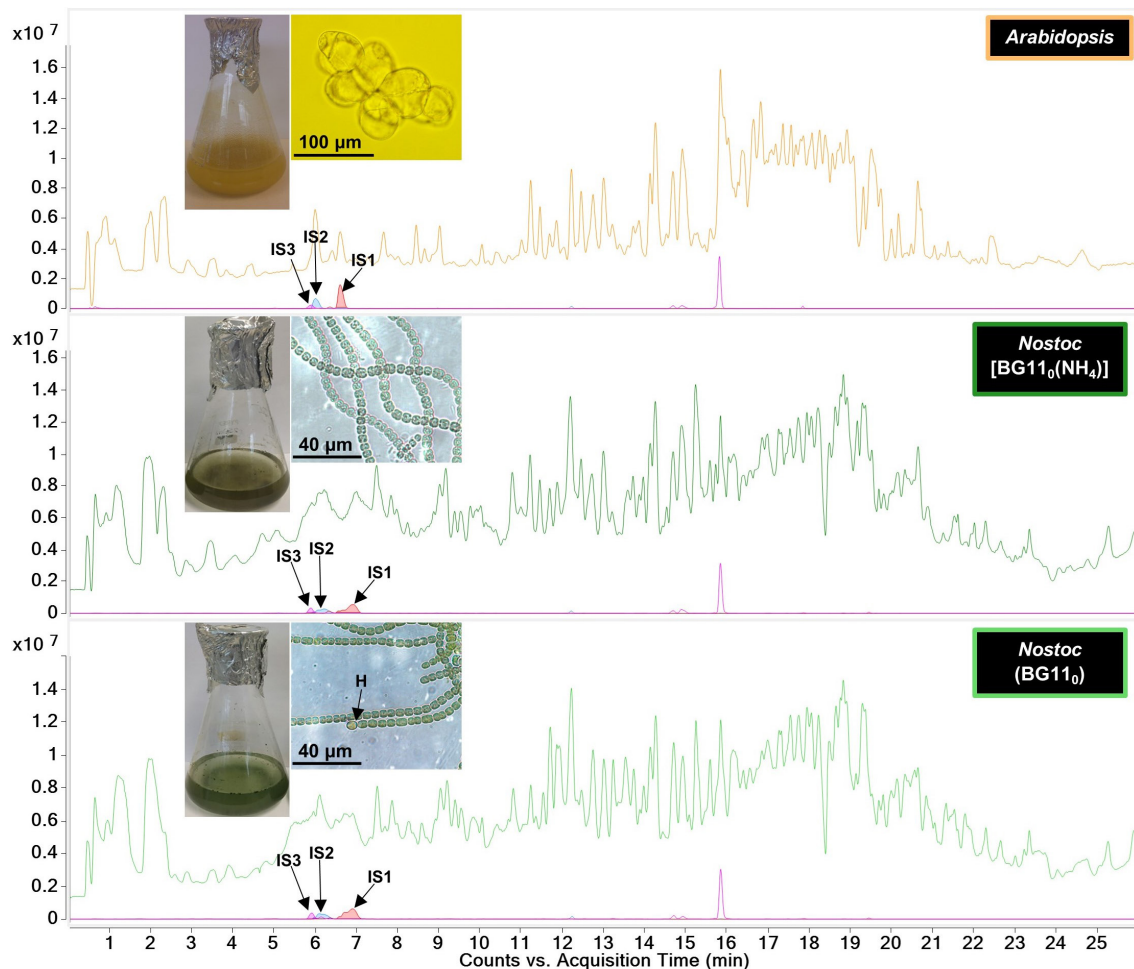 x10 7
1.6
1.4
1.2
1
0.8
0.6
0.4
0.2
0
100 µm
IS3
IS2
IS1
Arabidopsis
x10 7
1.6
1.4
1.2
1
0.8
0.6
0.4
0.2
0
40 µm
IS3
IS2
IS1
Nostoc
[BG11₀(NH₄)]
x10 7
1.4
1.2
1
0.8
0.6
0.4
0.2
0
H
40 µm
IS3
IS2
IS1
Nostoc
(BG11₀)
1 2 3 4 5 6 7 8 9 10 11 12 13 14 15 16 17 18 19 20 21 22 23 24 25
Counts vs. Acquisition Time (min)